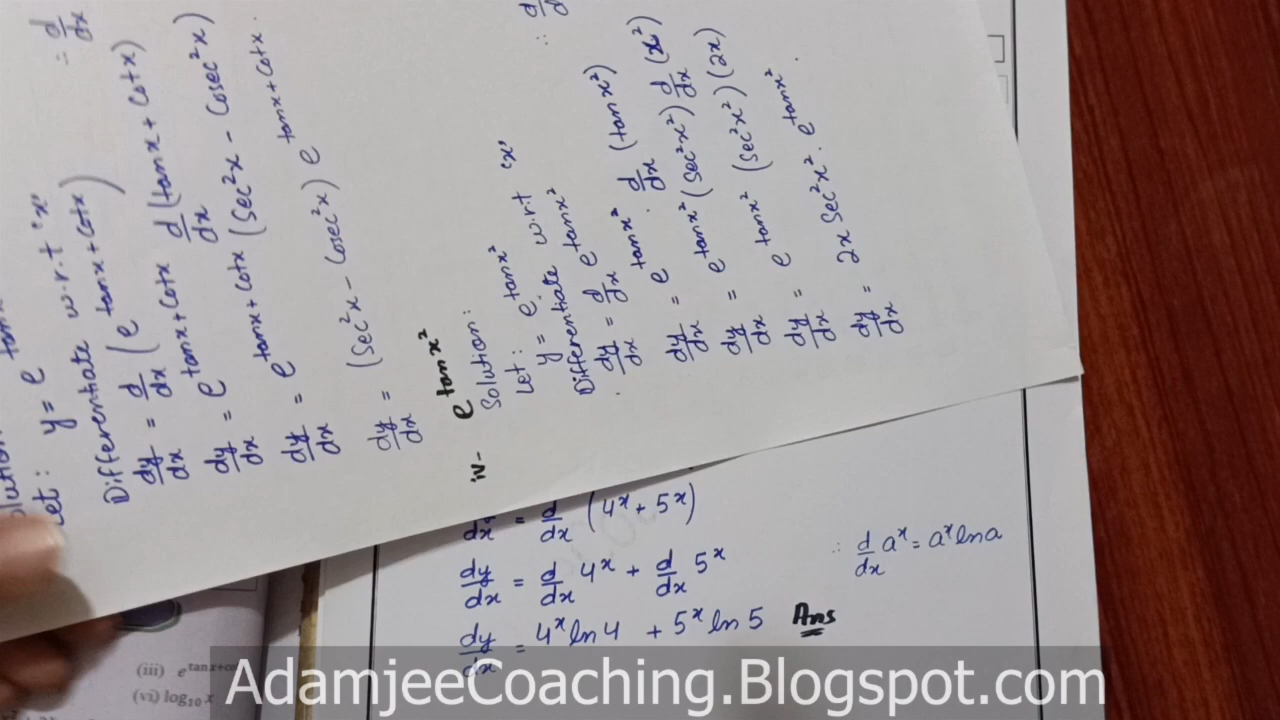 Let: y = e
Differentiate w.r.t "x"
dy/dx = d/dx (e^(tanx+cotx))
dy/dx = e^(tanx+cotx) d/dx (tanx + cotx)
dy/dx = e^(tanx+cotx) (Sec²x - Cosec²x)
dy/dx = (Sec²x - Cosec²x) e^(tanx+cotx) .
∵ d/dx
iv- e^(tanx²)
Solution:
Let: y = e^(tanx²)
Differentiate w.r.t "x"
dy/dx = d/dx e^(tanx²)
dy/dx = e^(tanx²) . d/dx (tanx²)
dy/dx = e^(tanx²) (Sec²x²) d/dx (x²)
dy/dx = e^(tanx²) (Sec²x²) (2x)
dy/dx = 2x Sec²x² . e^(tanx²) .
∵ d/dx
= d/dx (4^x + 5^x)
dy/dx = d/dx 4^x + d/dx 5^x ∵ d/dx a^x = a^x ln a
dy/dx = 4^x ln 4 + 5^x ln 5 Ans
(iii) e^(tanx+co
(vi) log₁₀ x
AdamjeeCoaching.Blogspot.com